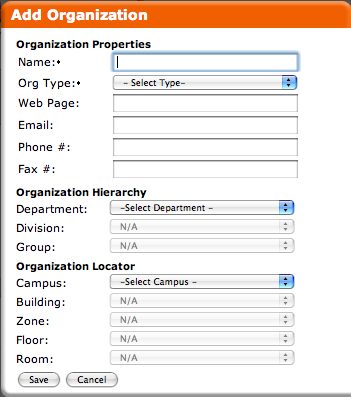 Add Organization
Organization Properties
Name:•
Org Type:• - Select Type-
Web Page:
Email:
Phone #:
Fax #:
Organization Hierarchy
Department: -Select Department -
Division: N/A
Group: N/A
Organization Locator
Campus: -Select Campus -
Building: N/A
Zone: N/A
Floor: N/A
Room: N/A
Save Cancel